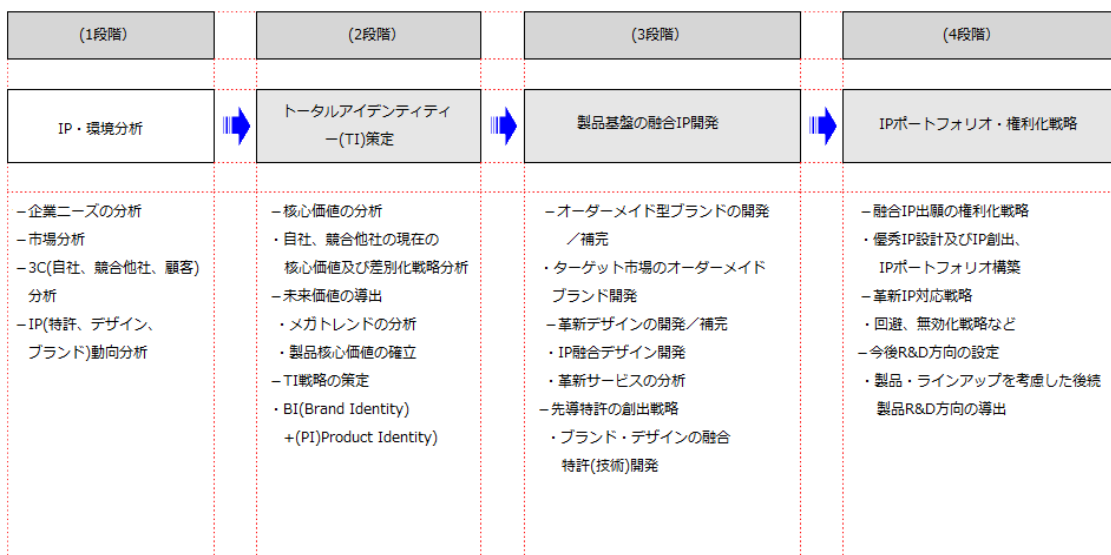 (1段階)
(2段階)
(3段階)
(4段階)
IP・環境分析
トータルアイデンティティ
ー(TI)策定
製品基盤の融合IP開発
IPポートフォリオ・権利化戦略
－企業ニーズの分析
－市場分析
－3C(自社、競合他社、顧客)
分析
－IP(特許、デザイン、
ブランド)動向分析
－核心価値の分析
・自社、競合他社の現在の
核心価値及び差別化戦略分析
－未来価値の導出
・メガトレンドの分析
・製品核心価値の確立
－TI戦略の策定
・BI(Brand Identity)
+(PI)Product Identity)
－オーダーメイド型ブランドの開発
／補完
・ターゲット市場のオーダーメイド
ブランド開発
－革新デザインの開発／補完
・IP融合デザイン開発
・革新サービスの分析
－先導特許の創出戦略
・ブランド・デザインの融合
特許(技術)開発
－融合IP出願の権利化戦略
・優秀IP設計及びIP創出、
IPポートフォリオ構築
－革新IP対応戦略
・回避、無効化戦略など
－今後R&D方向の設定
・製品・ラインアップを考慮した後続
製品R&D方向の導出